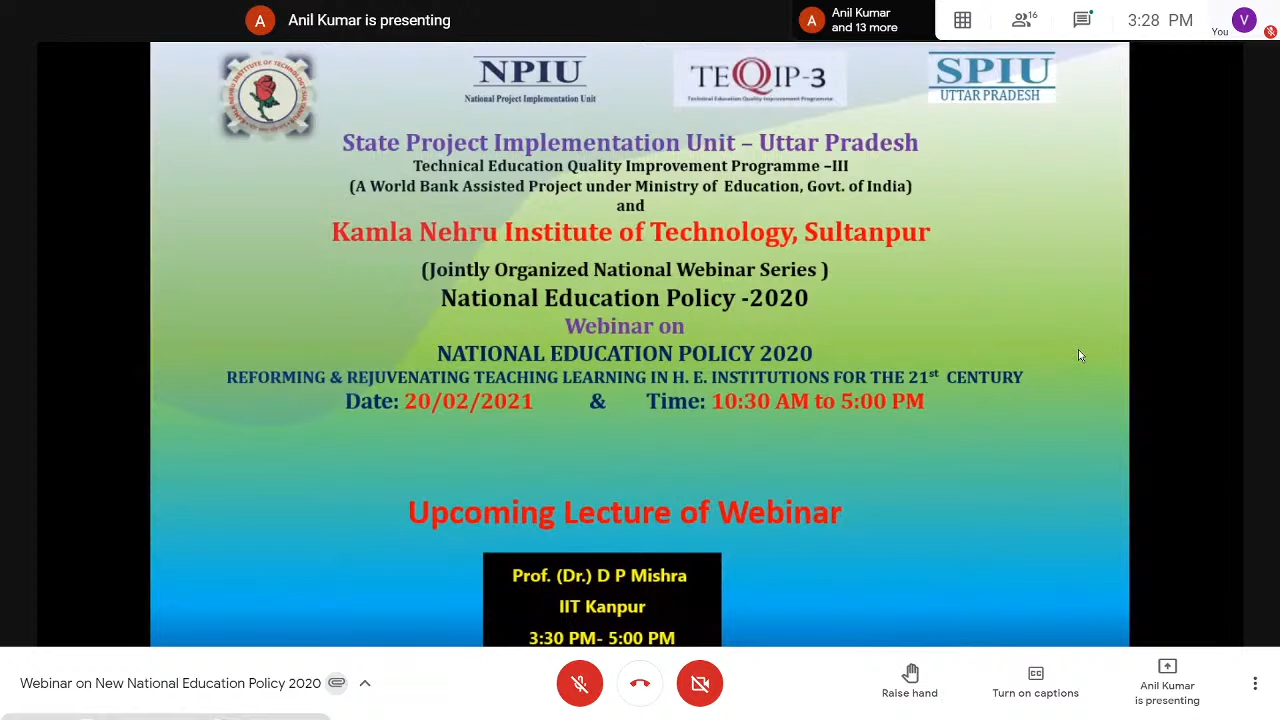 A
Anil Kumar is presenting
A
Anil Kumar
and 13 more
16
3:28 PM
You
V
NPIU
National Project Implementation Unit
TEQIP-3
Technical Education Quality Improvement Programme
SPIU
UTTAR PRADESH
State Project Implementation Unit – Uttar Pradesh
Technical Education Quality Improvement Programme –III
(A World Bank Assisted Project under Ministry of Education, Govt. of India)
and
Kamla Nehru Institute of Technology, Sultanpur
(Jointly Organized National Webinar Series )
National Education Policy -2020
Webinar on
NATIONAL EDUCATION POLICY 2020
REFORMING & REJUVENATING TEACHING LEARNING IN H. E. INSTITUTIONS FOR THE 21st CENTURY
Date: 20/02/2021 & Time: 10:30 AM to 5:00 PM
Upcoming Lecture of Webinar
Prof. (Dr.) D P Mishra
IIT Kanpur
3:30 PM- 5:00 PM
Webinar on New National Education Policy 2020
Raise hand
Turn on captions
Anil Kumar
is presenting